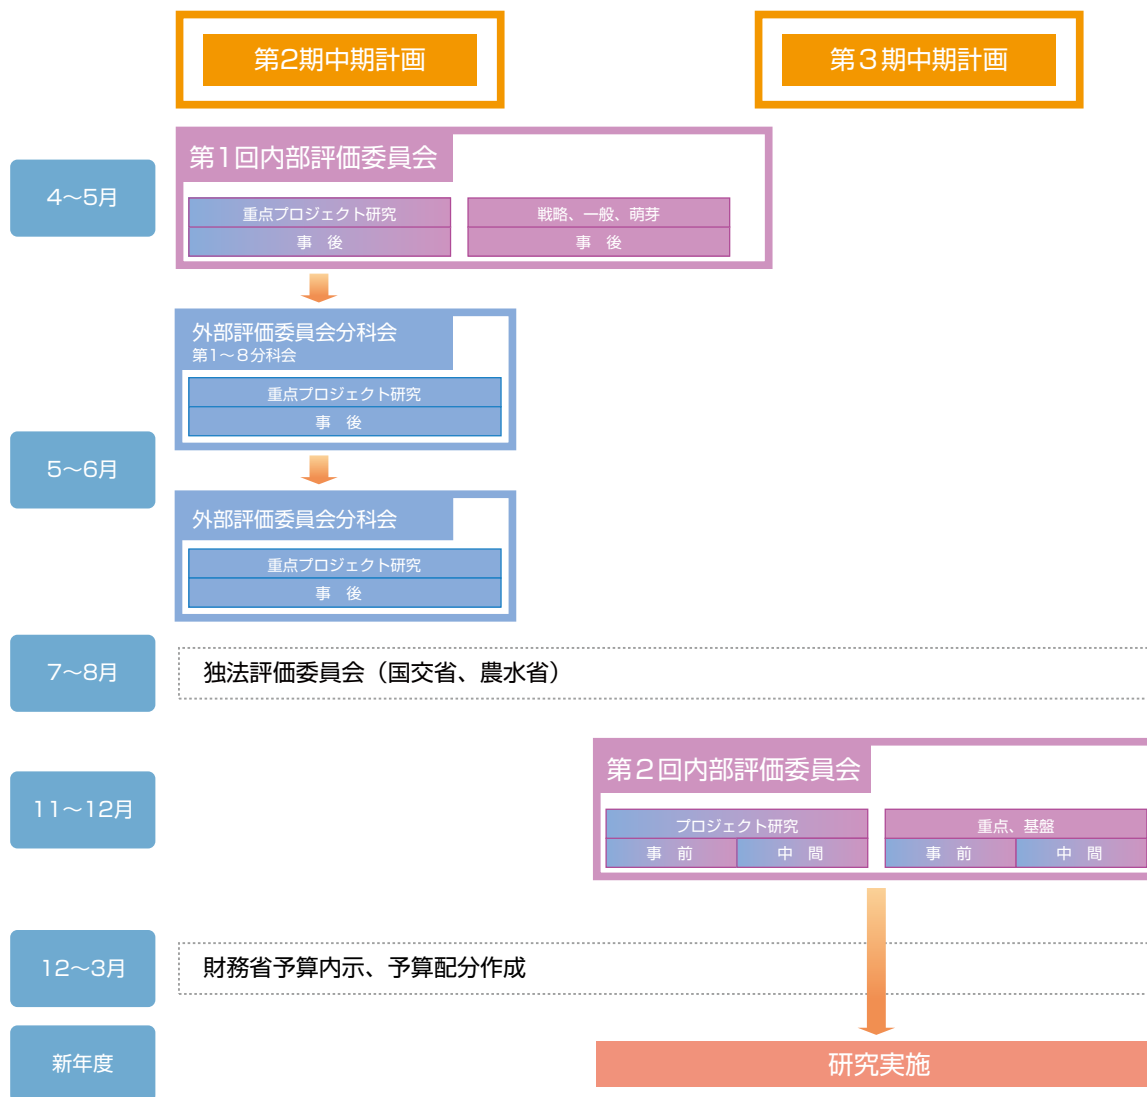 第2期中期計画
第3期中期計画
4〜5月
第1回内部評価委員会
重点プロジェクト研究
事 後
戦略、一般、萌芽
事 後
外部評価委員会分科会
第1〜8分科会
重点プロジェクト研究
事 後
5〜6月
外部評価委員会分科会
重点プロジェクト研究
事 後
7〜8月
独法評価委員会（国交省、農水省）
11〜12月
第2回内部評価委員会
プロジェクト研究
事 前 中 間
重点、基盤
事 前 中 間
12〜3月
財務省予算内示、予算配分作成
新年度
研究実施